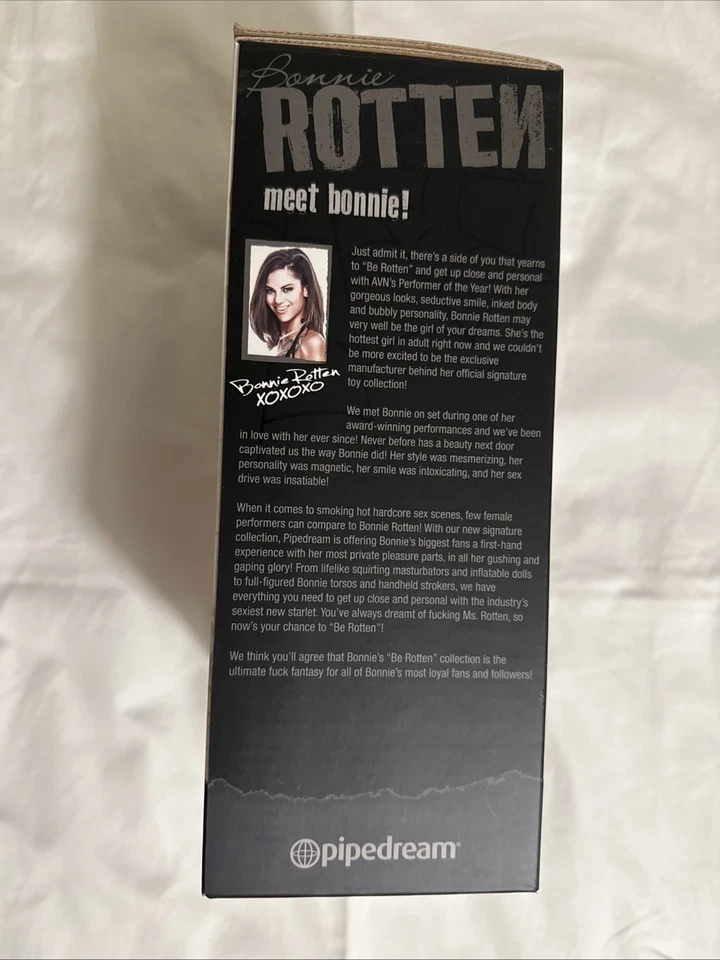 Bonnie
ROTTEN
meet bonnie!
Just admit it, there's a side of you that yearns
to "Be Rotten" and get up close and personal
with AVN's Performer of the Year! With her
gorgeous looks, seductive smile, inked body
and bubbly personality, Bonnie Rotten may
very well be the girl of your dreams. She's the
hottest girl in adult right now and we couldn't
be more excited to be the exclusive
manufacturer behind her official signature
toy collection!
Bonnie Rotten
XOXOXO
We met Bonnie on set during one of her
award-winning performances and we've been
in love with her ever since! Never before has a beauty next door
captivated us the way Bonnie did! Her style was mesmerizing, her
personality was magnetic, her smile was intoxicating, and her sex
drive was insatiable!
When it comes to smoking hot hardcore sex scenes, few female
performers can compare to Bonnie Rotten! With our new signature
collection, Pipedream is offering Bonnie's biggest fans a first-hand
experience with her most private pleasure parts, in all her gushing and
gaping glory! From lifelike squirting masturbators and inflatable dolls
to full-figured Bonnie torsos and handheld strokers, we have
everything you need to get up close and personal with the industry's
sexiest new starlet. You've always dreamt of fucking Ms. Rotten, so
now's your chance to "Be Rotten"!
We think you'll agree that Bonnie's "Be Rotten" collection is the
ultimate fuck fantasy for all of Bonnie's most loyal fans and followers!
pipedream